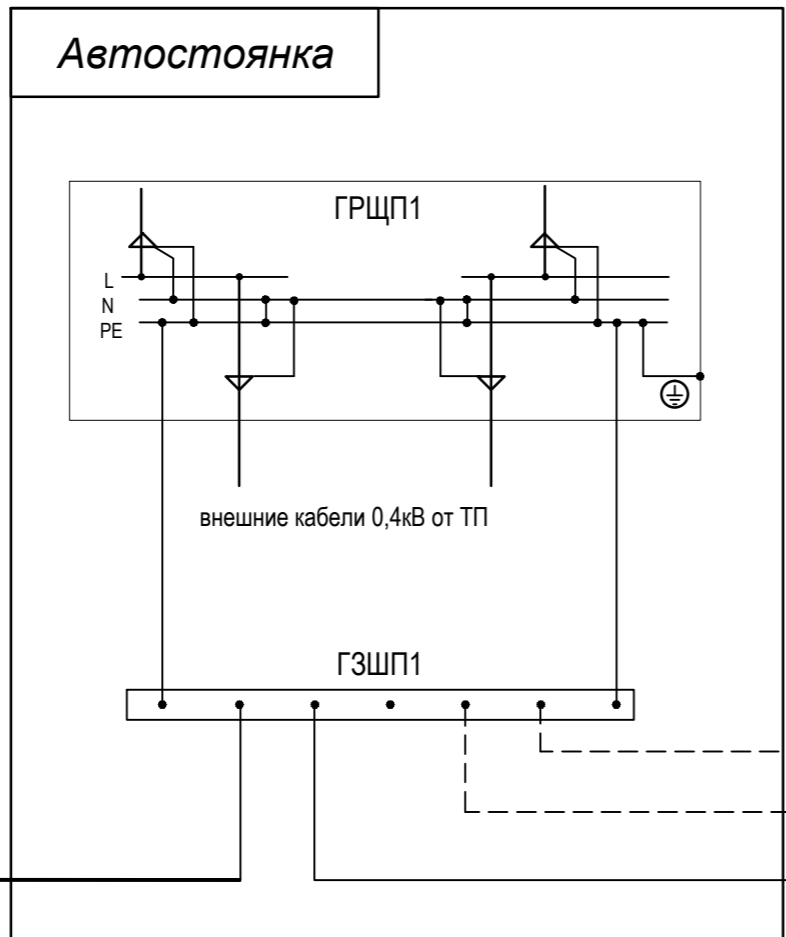 Автостоянка
ГРЩП1
L
N
PE
внешние кабели 0,4кВ от ТП
ГЗШП1